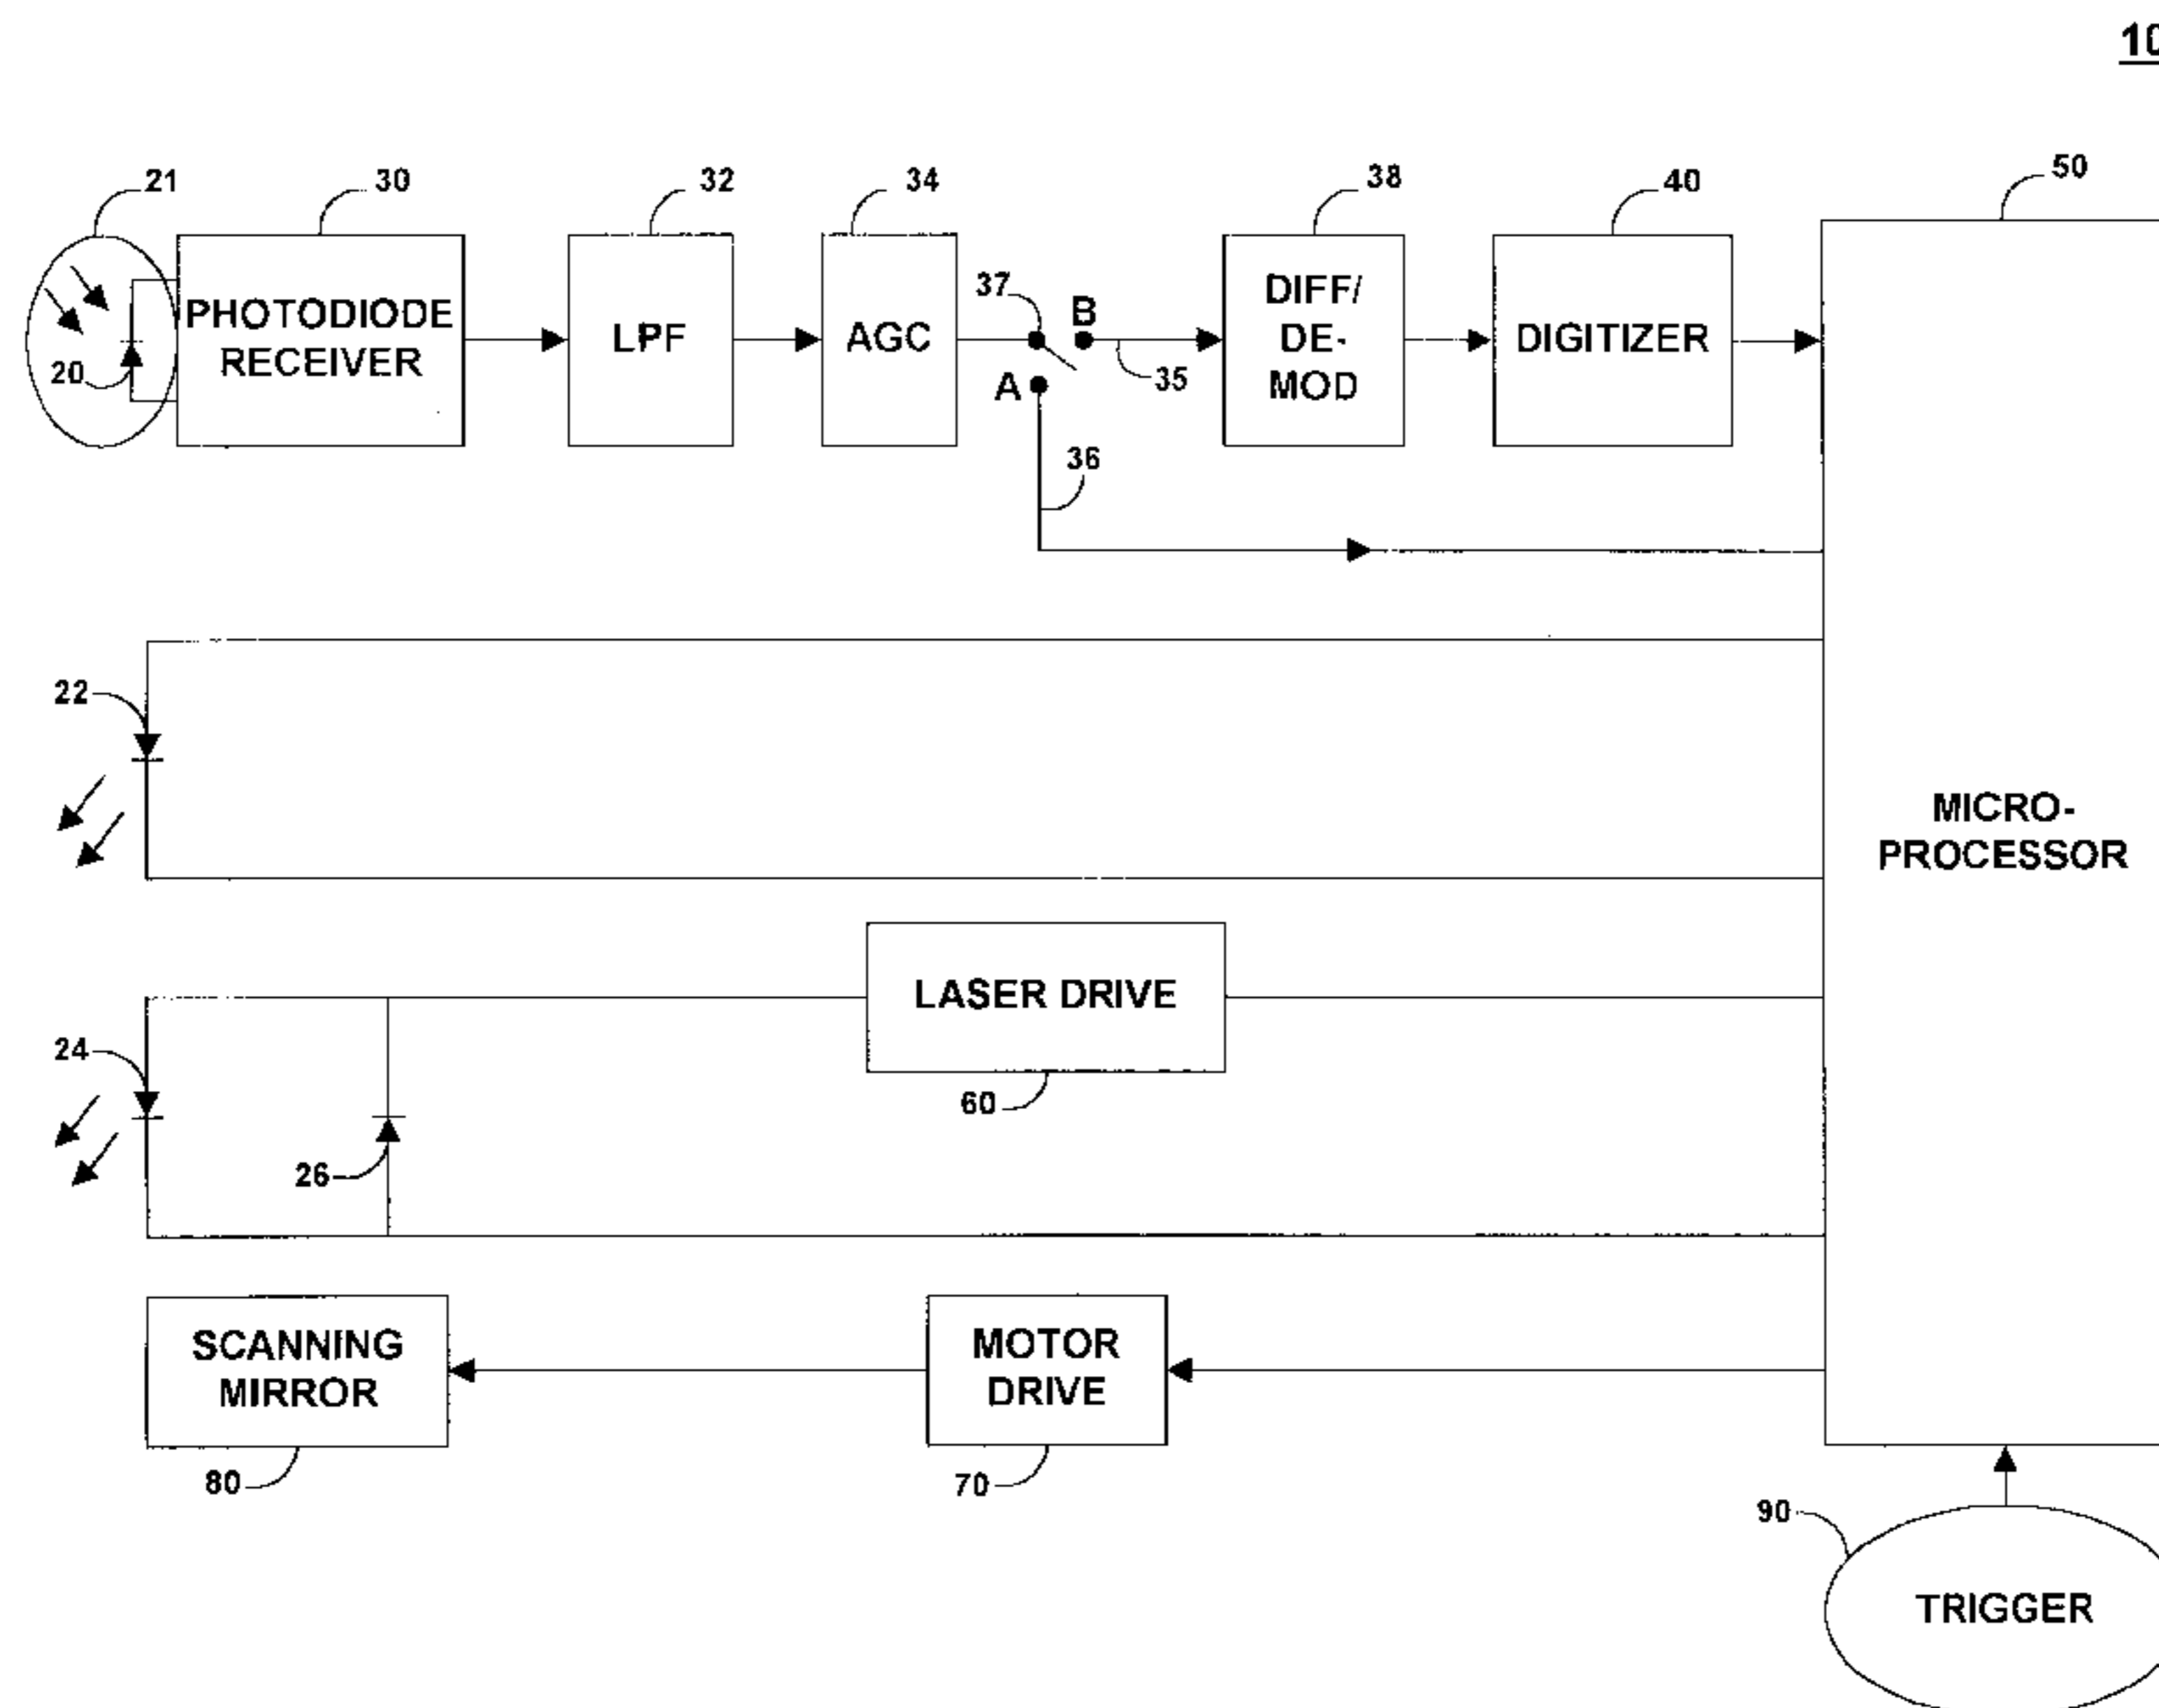 10
21
30
32
34
38
40
50
PHOTODIODE
RECEIVER
20
LPF
AGC
37
B
A
35
36
DIFF/
DE-
MOD
DIGITIZER
22
MICRO-
PROCESSOR
LASER DRIVE
60
24
26
SCANNING
MIRROR
80
MOTOR
DRIVE
70
90
TRIGGER